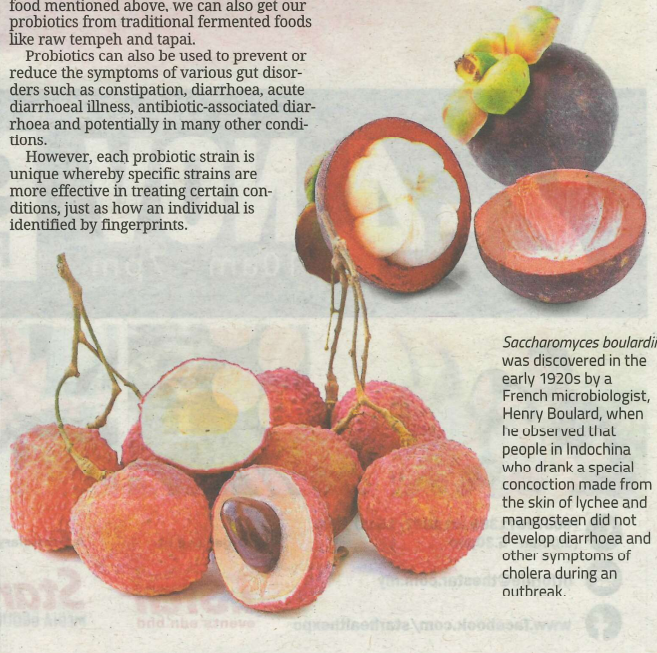 food mentioned above, we can also get our
probiotics from traditional fermented foods
like raw tempeh and tapai.
Probiotics can also be used to prevent or
reduce the symptoms of various gut disor-
ders such as constipation, diarrhoea, acute
diarrhoeal illness, antibiotic-associated diar-
rhoea and potentially in many other condi-
tions.
However, each probiotic strain is
unique whereby specific strains are
more effective in treating certain con-
ditions, just as how an individual is
identified by fingerprints.
Saccharomyces boulardii
was discovered in the
early 1920s by a
French microbiologist,
Henry Boulard, when
he observed that
people in Indochina
who drank a special
concoction made from
the skin of lychee and
mangosteen did not
develop diarrhoea and
other symptoms of
cholera during an
outbreak.
www.facebook.com/starhealthexpo